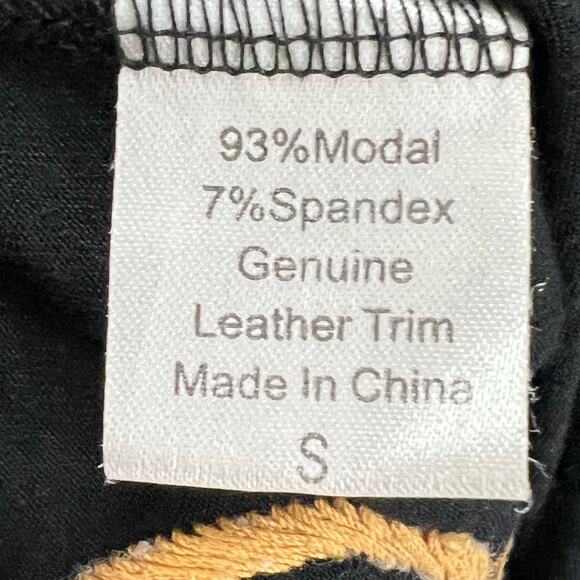 93%Modal
7%Spandex
Genuine
Leather Trim
Made In China
S